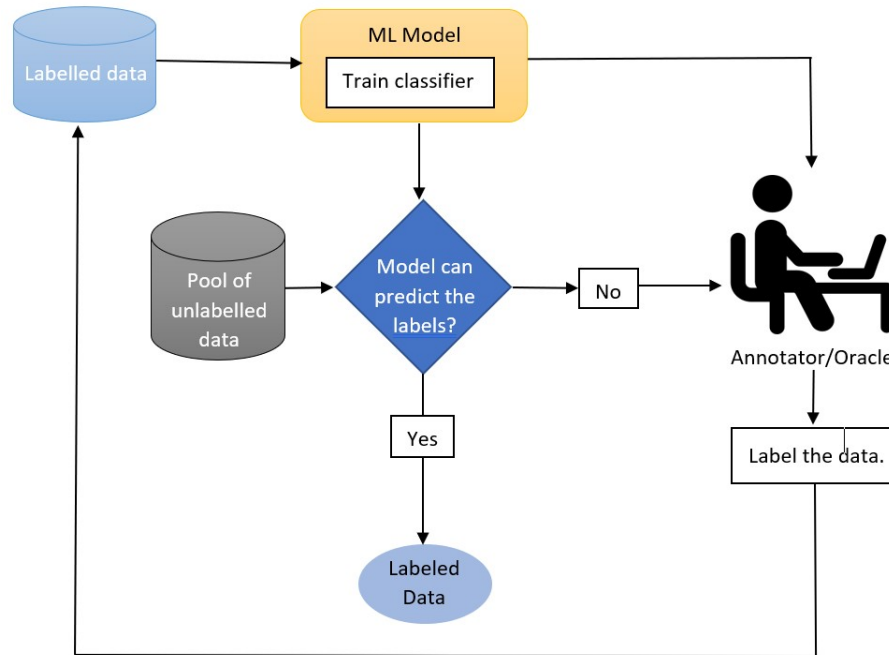 ML Model
Labelled data
Train classifier
Pool of
unlabelled
data
Model can
predict the
labels?
No
Annotator/Oracle
Yes
Label the data.
Labeled
Data